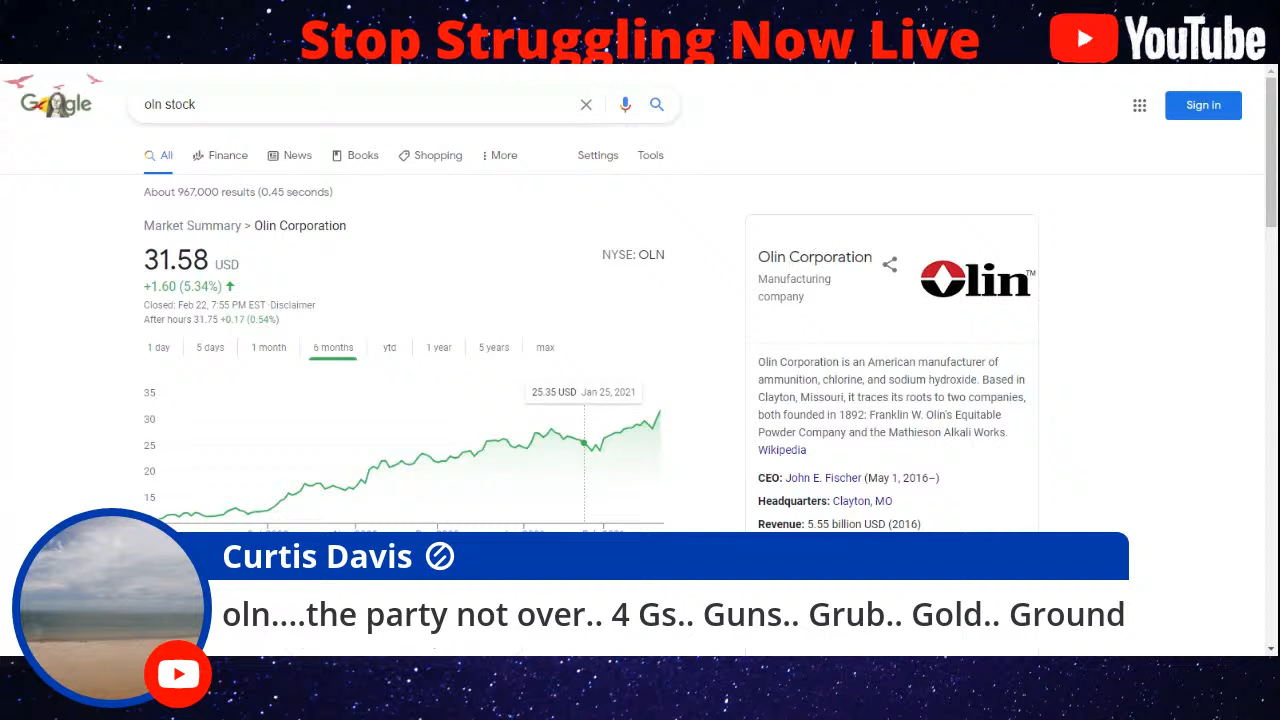 Stop Struggling Now Live
YouTube
Google
oln stock
Sign in
All Finance News Books Shopping More Settings Tools
About 967,000 results (0.45 seconds)
Market Summary > Olin Corporation
31.58 USD
NYSE: OLN
+1.60 (5.34%)
Closed: Feb 22, 7:55 PM EST · Disclaimer
After hours 31.75 +0.17 (0.54%)
1 day 5 days 1 month 6 months ytd 1 year 5 years max
25.35 USD Jan 25, 2021
35
30
25
20
15
Olin Corporation
Manufacturing
company
Olin™
Olin Corporation is an American manufacturer of
ammunition, chlorine, and sodium hydroxide. Based in
Clayton, Missouri, it traces its roots to two companies,
both founded in 1892: Franklin W. Olin's Equitable
Powder Company and the Mathieson Alkali Works.
Wikipedia
CEO: John E. Fischer (May 1, 2016–)
Headquarters: Clayton, MO
Revenue: 5.55 billion USD (2016)
Curtis Davis
oln....the party not over.. 4 Gs.. Guns.. Grub.. Gold.. Ground